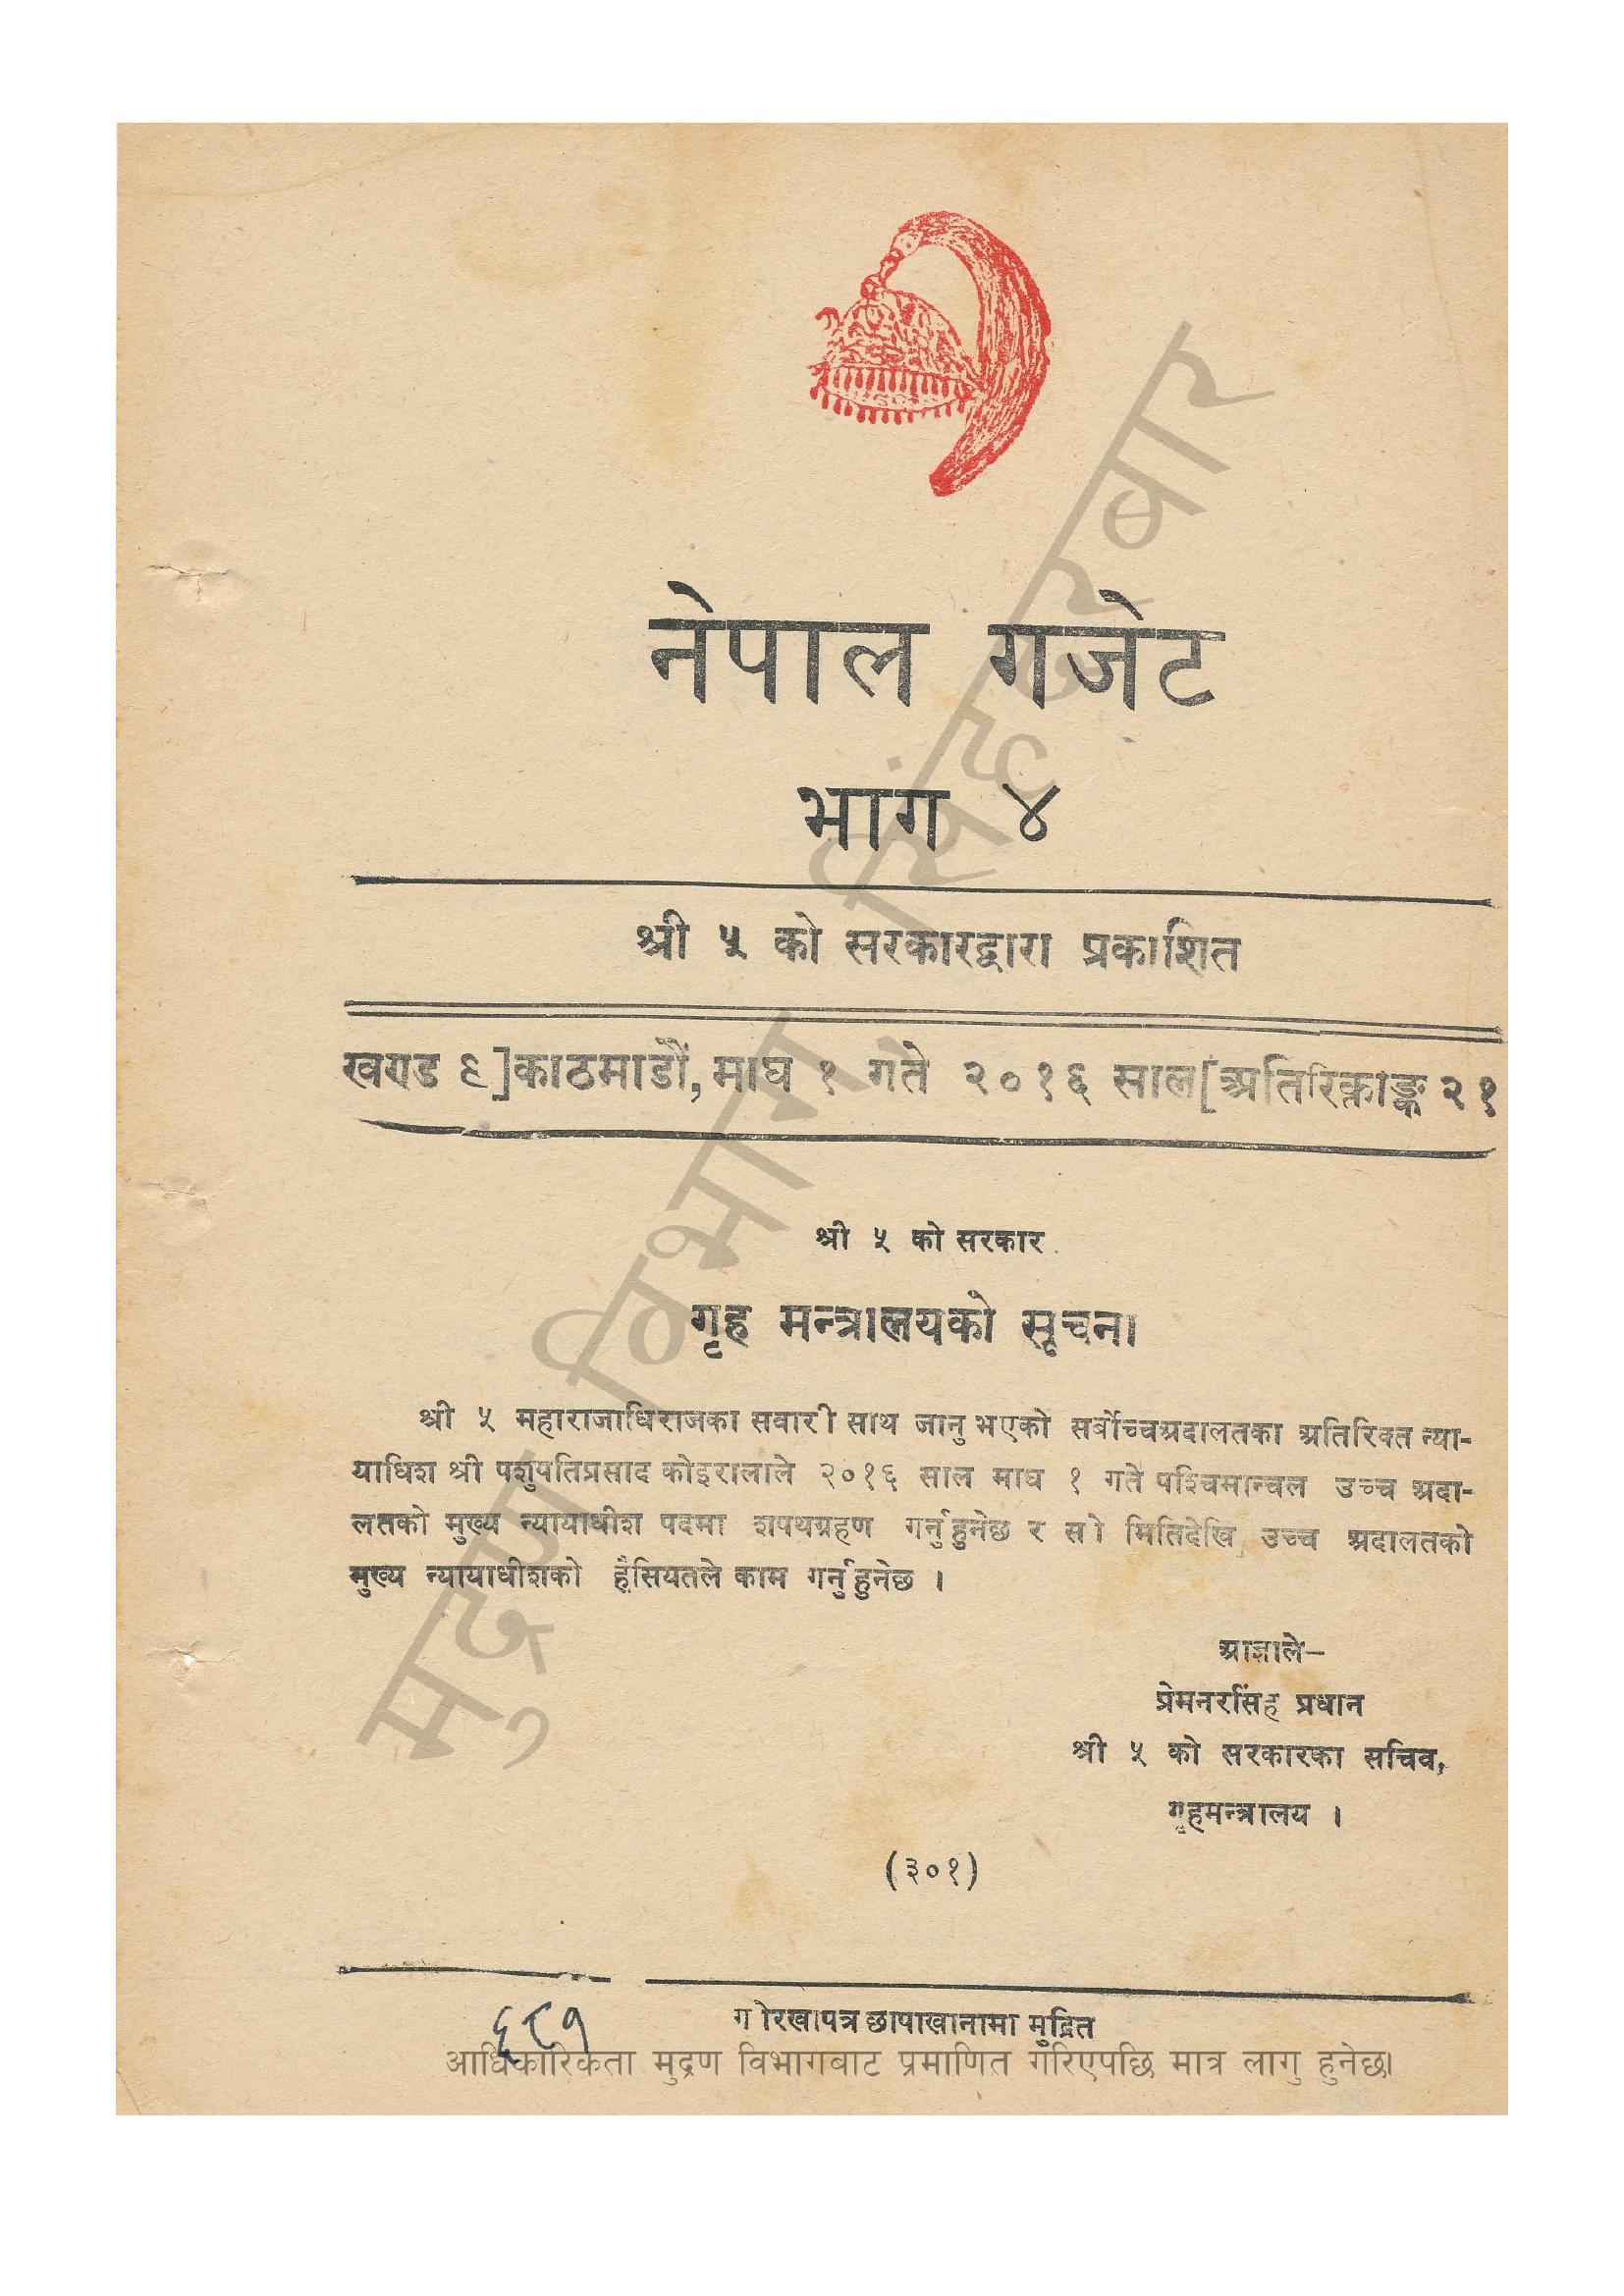 नेपाल गजेट
भाग ४
श्री ५ को सरकारद्वारा प्रकाशित
खण्ड ९]काठमाडौं, माघ १ गते २०१६ साल[अतिरिक्ताङ्क २१
श्री ५ को सरकार
गृह मन्त्रालयको सूचना
श्री ५ महाराजाधिराजका सवारी साथ जानु भएको सर्बोच्चअदालतका अतिरिक्त न्या-
याधिश श्री पशुपतिप्रसाद कोइरालाले २०१६ साल माघ १ गते पश्चिमान्चल उच्च अदा-
लतको मुख्य न्यायाधीश पदमा शपथग्रहण गर्नुहुनेछ र सो मितिदेखि उच्च अदालतको
मुख्य न्यायाधीशको हैसियतले काम गर्नुहुनेछ ।
आज्ञाले—
प्रेमनरसिंह प्रधान
श्री ५ को सरकारका सचिव,
गृहमन्त्रालय ।
(३०१)
गोरखापत्र छापाखानामा मुद्रित
६८१
आधिकारिकता मुद्रण विभागबाट प्रमाणित गरिएपछि मात्र लागु हुनेछ।
मुद्रण विभाग, सिंहदरबार